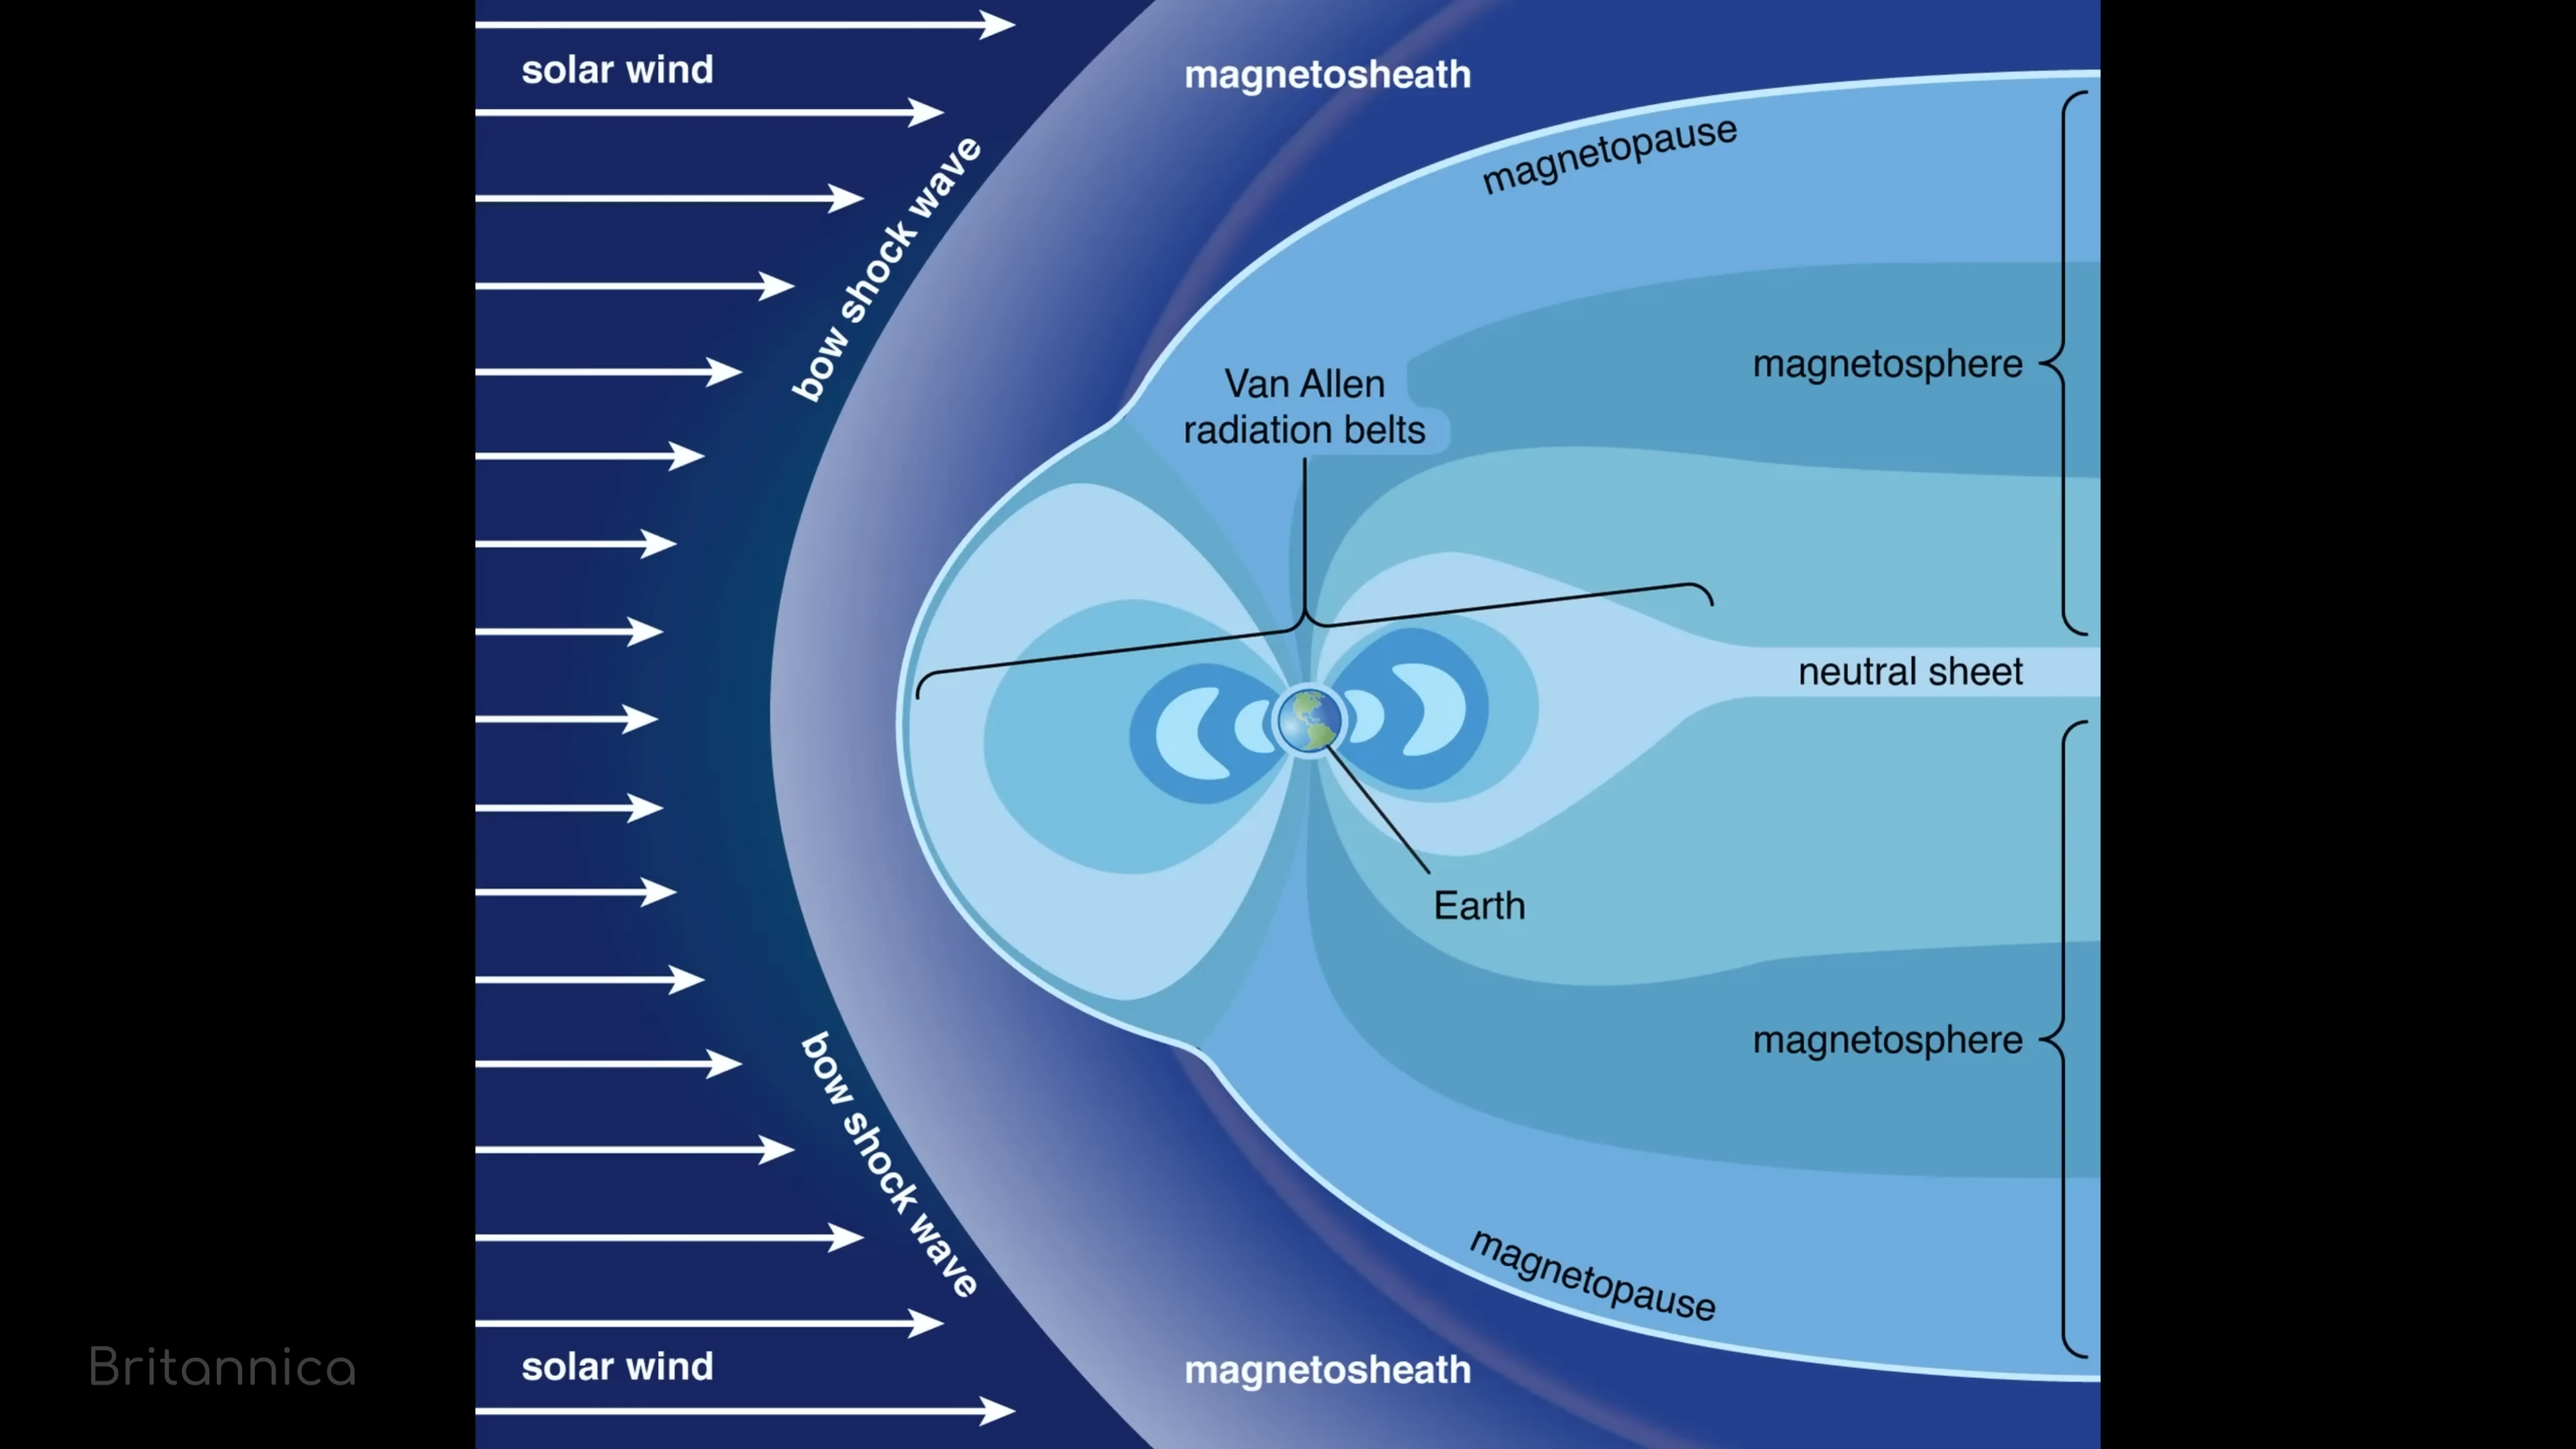 solar wind
magnetosheath
magnetopause
bow shock wave
Van Allen
radiation belts
magnetosphere
neutral sheet
Earth
magnetosphere
bow shock wave
magnetopause
solar wind
magnetosheath
Britannica